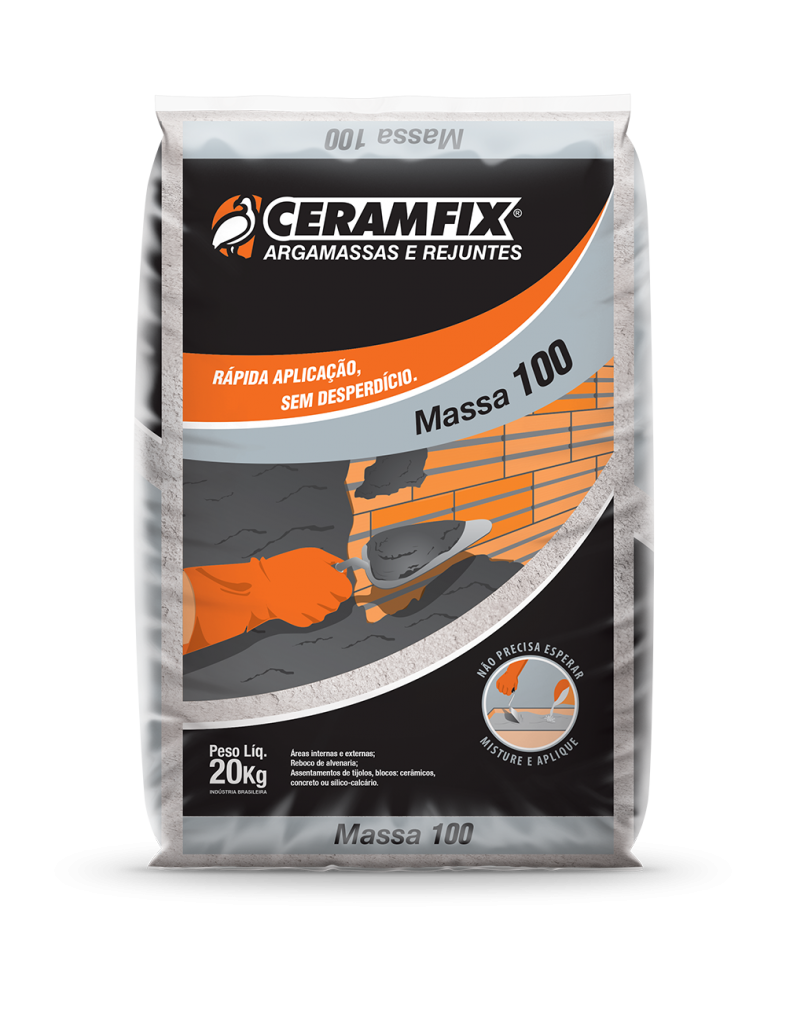 Massa 100
CERAMFIX®
ARGAMASSAS E REJUNTES
RÁPIDA APLICAÇÃO,
SEM DESPERDÍCIO.
Massa 100
NÃO PRECISA ESPERAR
MISTURE E APLIQUE
Peso Líq.
20Kg
INDÚSTRIA BRASILEIRA
Áreas internas e externas;
Reboco de alvenaria;
Assentamentos de tijolos, blocos: cerâmicos,
concreto ou sílico-calcário.
Massa 100